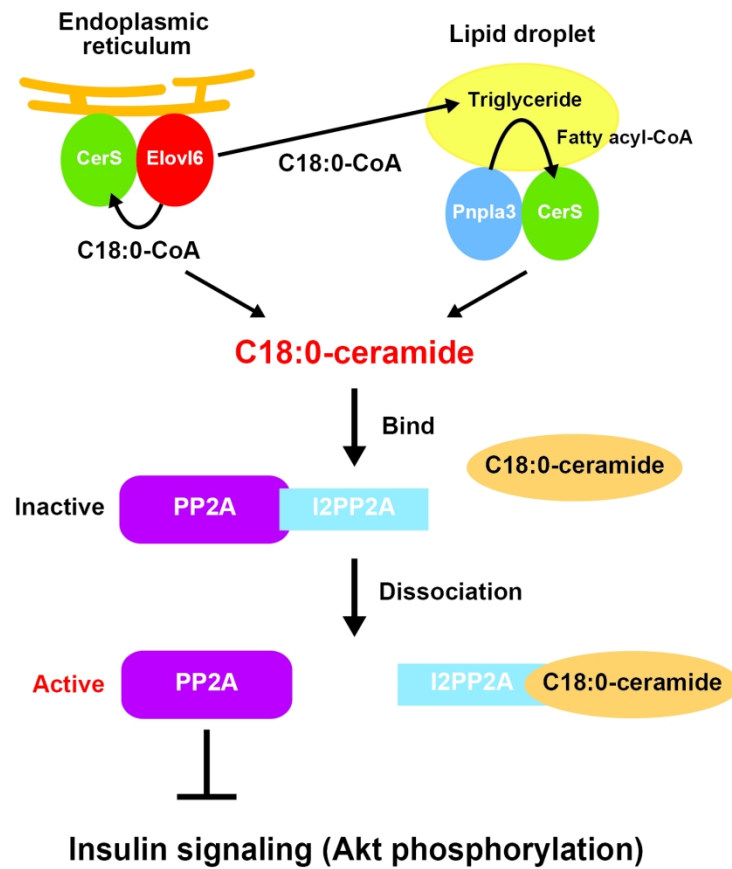 Endoplasmic
reticulum
Lipid droplet
Triglyceride
CerS
Elovl6
C18:0-CoA
Fatty acyl-CoA
Pnpla3
CerS
C18:0-CoA
C18:0-ceramide
Bind
C18:0-ceramide
Inactive
PP2A
I2PP2A
Dissociation
Active
PP2A
I2PP2A
C18:0-ceramide
Insulin signaling (Akt phosphorylation)